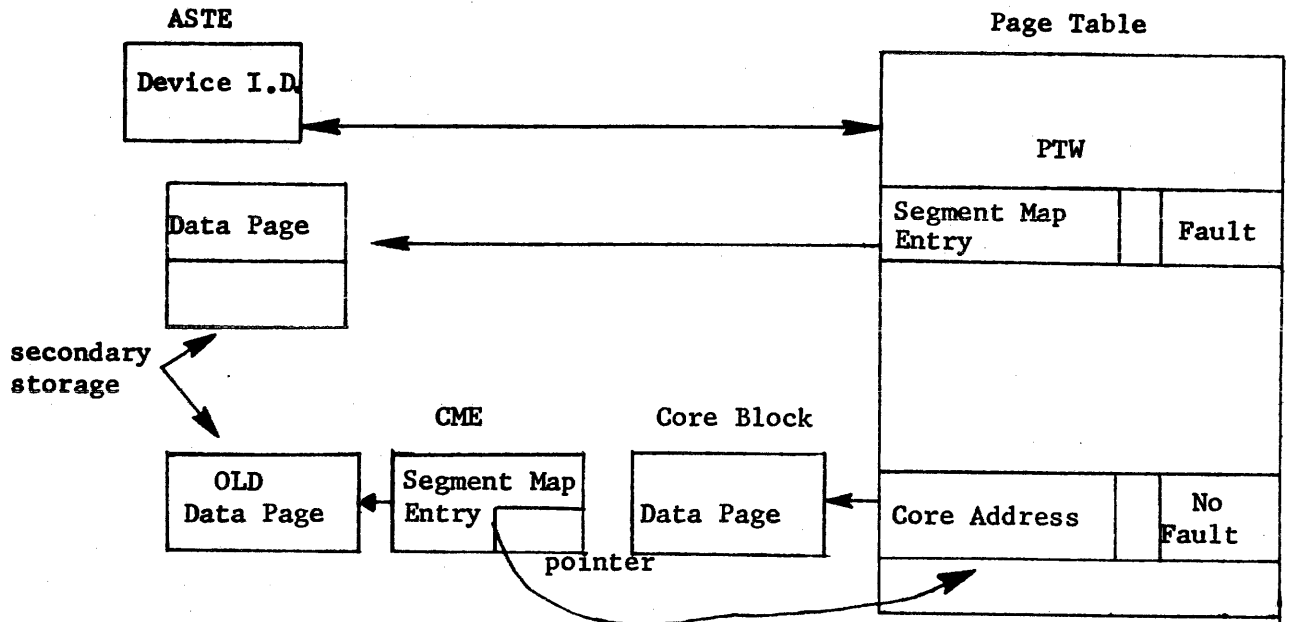 ASTE
Page Table
Device I.D.
PTW
Data Page
Segment Map
Entry
Fault
secondary
storage
CME
Core Block
OLD
Data Page
Segment Map
Entry
Data Page
Core Address
No
Fault
pointer